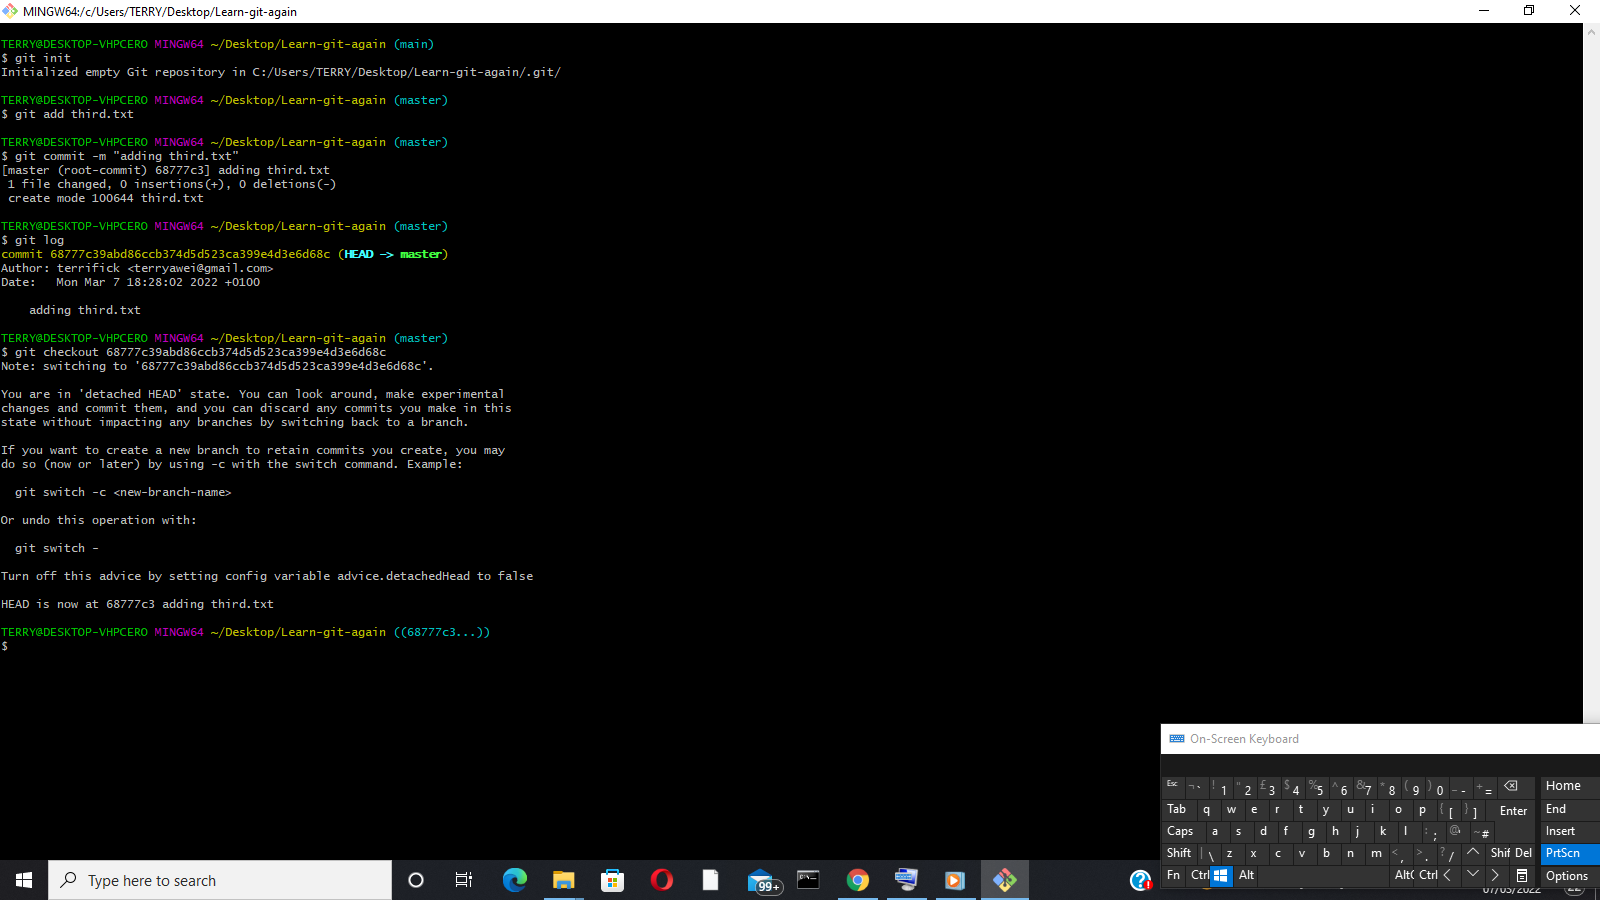 MINGW64:/c/Users/TERRY/Desktop/Learn-git-again
TERRY@DESKTOP-VHPCERO MINGW64 ~/Desktop/Learn-git-again (main)
$ git init
Initialized empty Git repository in C:/Users/TERRY/Desktop/Learn-git-again/.git/
TERRY@DESKTOP-VHPCERO MINGW64 ~/Desktop/Learn-git-again (master)
$ git add third.txt
TERRY@DESKTOP-VHPCERO MINGW64 ~/Desktop/Learn-git-again (master)
$ git commit -m "adding third.txt"
[master (root-commit) 68777c3] adding third.txt
1 file changed, 0 insertions(+), 0 deletions(-)
create mode 100644 third.txt
TERRY@DESKTOP-VHPCERO MINGW64 ~/Desktop/Learn-git-again (master)
$ git log
commit 68777c39abd86ccb374d5d523ca399e4d3e6d68c (HEAD -> master)
Author: terrifick <terryawei@gmail.com>
Date:   Mon Mar 7 18:28:02 2022 +0100
adding third.txt
TERRY@DESKTOP-VHPCERO MINGW64 ~/Desktop/Learn-git-again (master)
$ git checkout 68777c39abd86ccb374d5d523ca399e4d3e6d68c
Note: switching to '68777c39abd86ccb374d5d523ca399e4d3e6d68c'.
You are in 'detached HEAD' state. You can look around, make experimental
changes and commit them, and you can discard any commits you make in this
state without impacting any branches by switching back to a branch.
If you want to create a new branch to retain commits you create, you may
do so (now or later) by using -c with the switch command. Example:
git switch -c <new-branch-name>
Or undo this operation with:
git switch -
Turn off this advice by setting config variable advice.detachedHead to false
HEAD is now at 68777c3 adding third.txt
TERRY@DESKTOP-VHPCERO MINGW64 ~/Desktop/Learn-git-again ((68777c3...))
$
On-Screen Keyboard
Esc ¬ ` ! 1 " 2 £ 3 $ 4 % 5 ^ 6 & 7 * 8 ( 9 ) 0 _ - + = Home
Tab q w e r t y u i o p { [ } ] Enter End
Caps a s d f g h j k l : ; @ ' ~ # Insert
Shift | \ z x c v b n m < , > . ? / Shif Del PrtScn
Fn Ctrl Alt AltG Ctrl Options
Type here to search
99+
07/03/2022
22